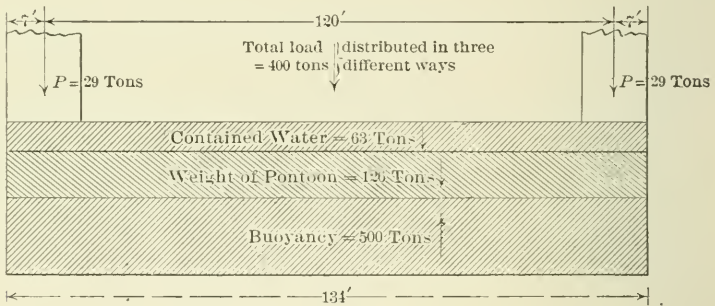 7′ 120′ 7′
Total load distributed in three
= 400 tons different ways
P = 29 Tons
P = 29 Tons
Contained Water = 63 Tons
Weight of Pontoon = 126 Tons
Buoyancy = 500 Tons
134′